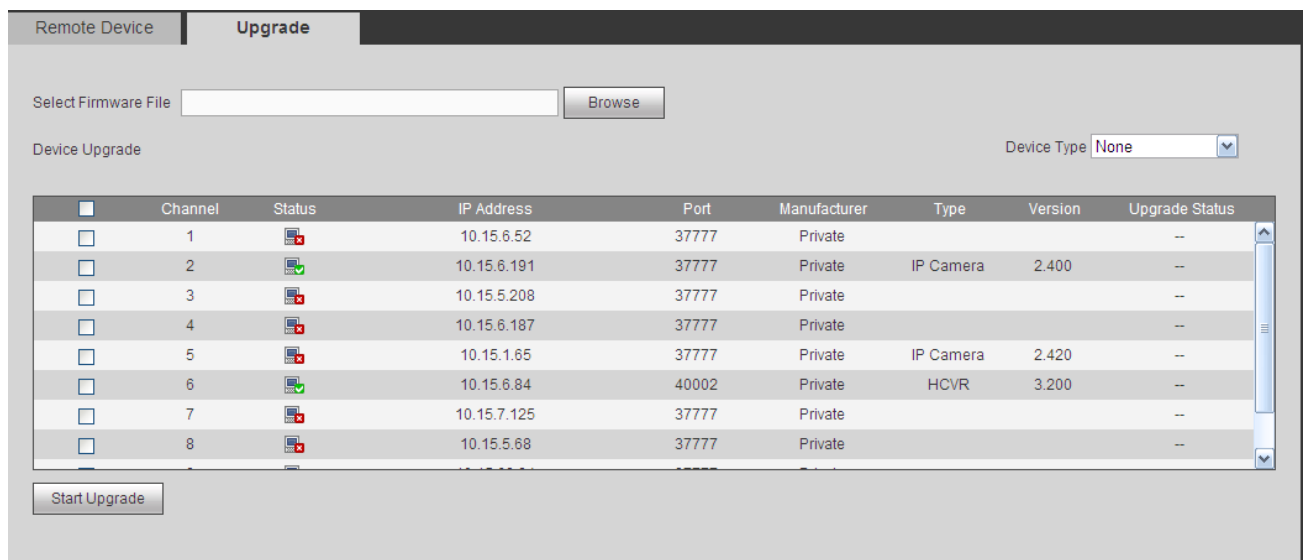 Remote Device Upgrade
Select Firmware File Browse
Device Upgrade Device Type None
Channel Status IP Address Port Manufacturer Type Version Upgrade Status
1 10.15.6.52 37777 Private --
2 10.15.6.191 37777 Private IP Camera 2.400 --
3 10.15.5.208 37777 Private --
4 10.15.6.187 37777 Private --
5 10.15.1.65 37777 Private IP Camera 2.420 --
6 10.15.6.84 40002 Private HCVR 3.200 --
7 10.15.7.125 37777 Private --
8 10.15.5.68 37777 Private --
Start Upgrade